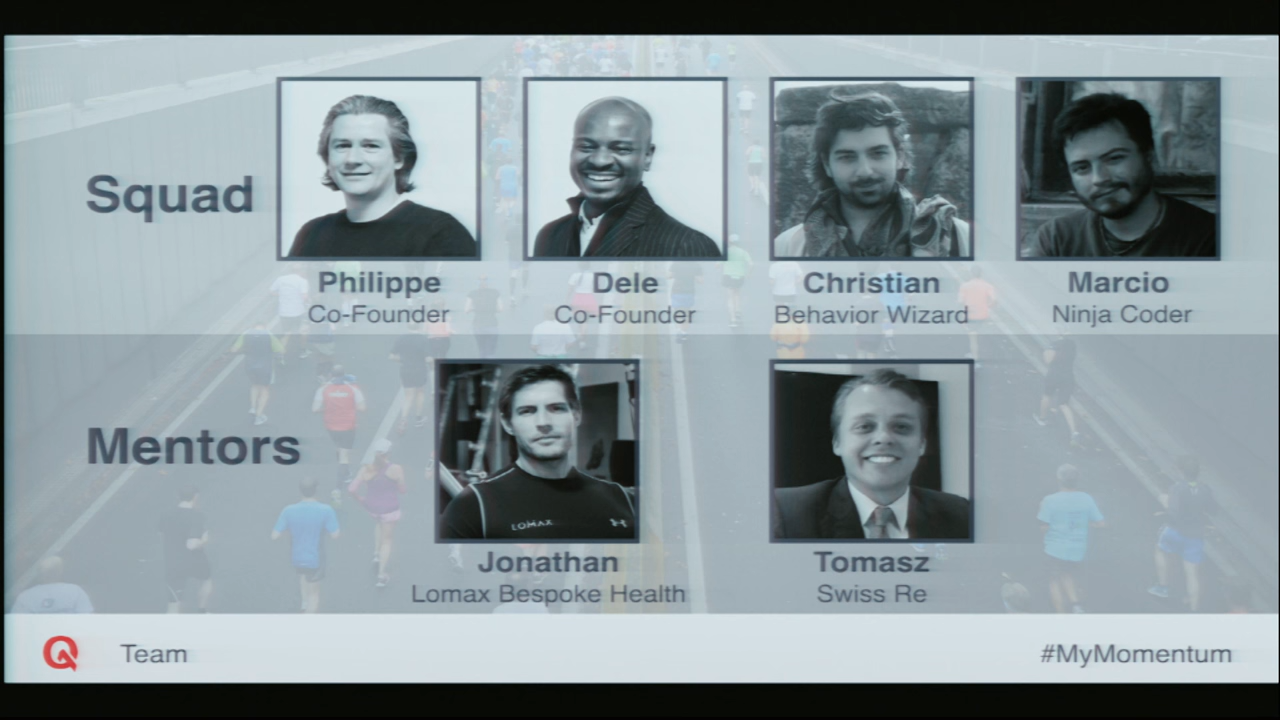 Squad
Philippe
Co-Founder
Dele
Co-Founder
Christian
Behavior Wizard
Marcio
Ninja Coder
Mentors
LOMAX
Jonathan
Lomax Bespoke Health
Tomasz
Swiss Re
Q
Team
#MyMomentum